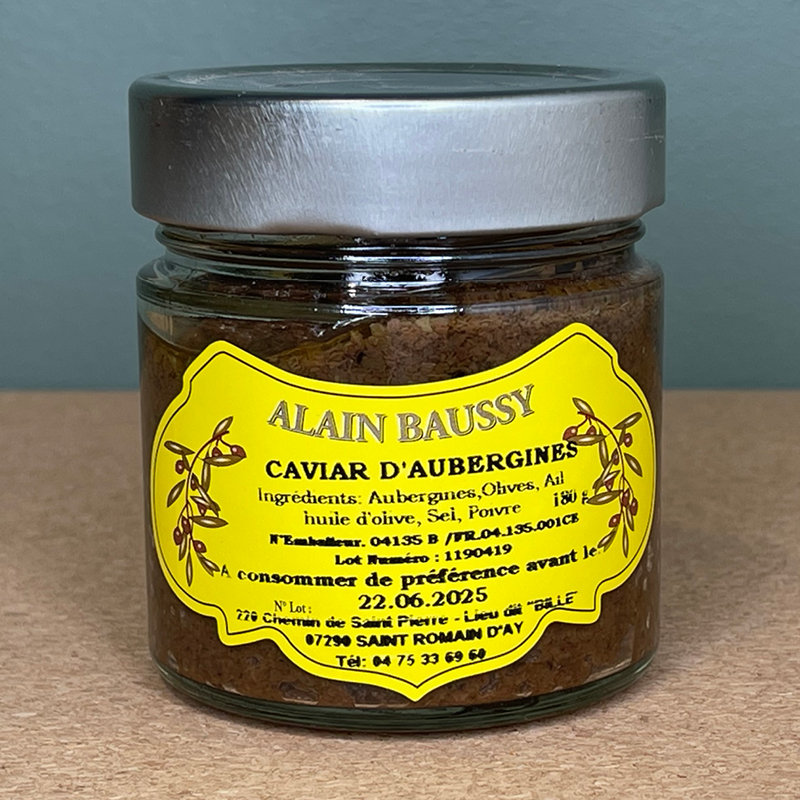 ALAIN BAUSSY
CAVIAR D'AUBERGINES
Ingrédients: Aubergines,Olives, Ail
huile d'olive, Sel, Poivre 180 g
N°Emballeur. 04135 B /FR.04.135.001CE
Lot Numéro : 1190419
A consommer de préférence avant le:
22.06.2025
N° Lot :
220 Chemin de Saint Pierre - Lieu dit "BILLE"
07290 SAINT ROMAIN D'AY
Tél: 04 75 33 69 60